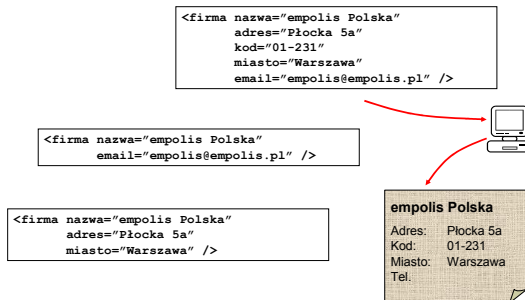 <firma nazwa=”empolis Polska”
adres=”Płocka 5a”
kod=”01-231”
miasto=”Warszawa”
email=”empolis@empolis.pl” />
<firma nazwa=”empolis Polska”
email=”empolis@empolis.pl” />
<firma nazwa=”empolis Polska”
adres=”Płocka 5a”
miasto=”Warszawa” />
empolis Polska
Adres: Płocka 5a
Kod: 01-231
Miasto: Warszawa
Tel.